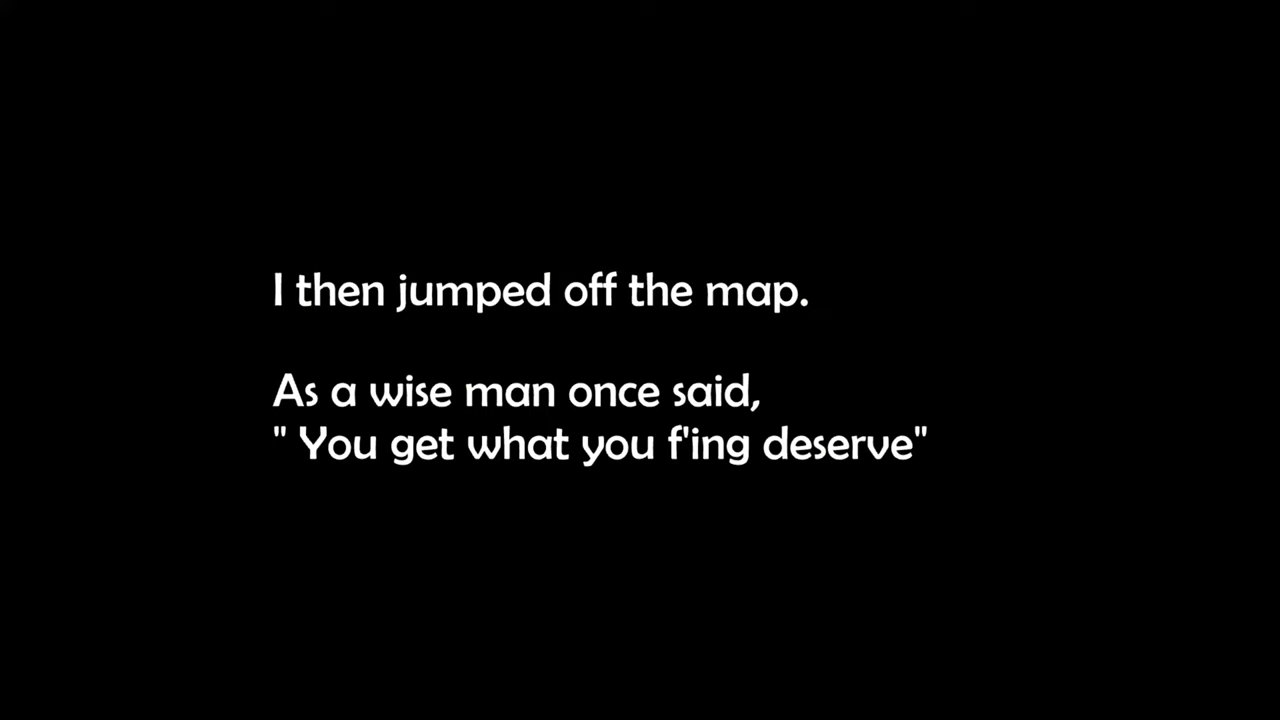 I then jumped off the map.
As a wise man once said,
" You get what you f'ing deserve"